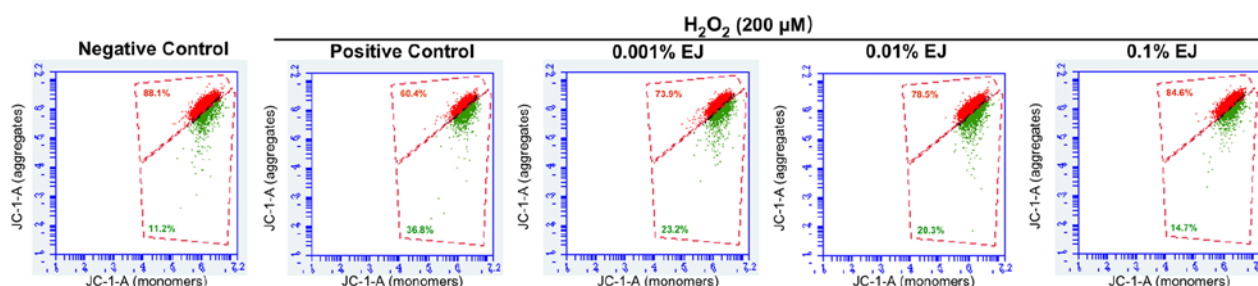 H₂O₂ (200 µM)
Negative Control Positive Control 0.001% EJ 0.01% EJ 0.1% EJ
88.1% 60.4% 73.9% 78.5% 84.6%
JC-1-A (aggregates) JC-1-A (aggregates) JC-1-A (aggregates) JC-1-A (aggregates) JC-1-A (aggregates)
11.2% 36.8% 23.2% 20.3% 14.7%
JC-1-A (monomers) JC-1-A (monomers) JC-1-A (monomers) JC-1-A (monomers) JC-1-A (monomers)